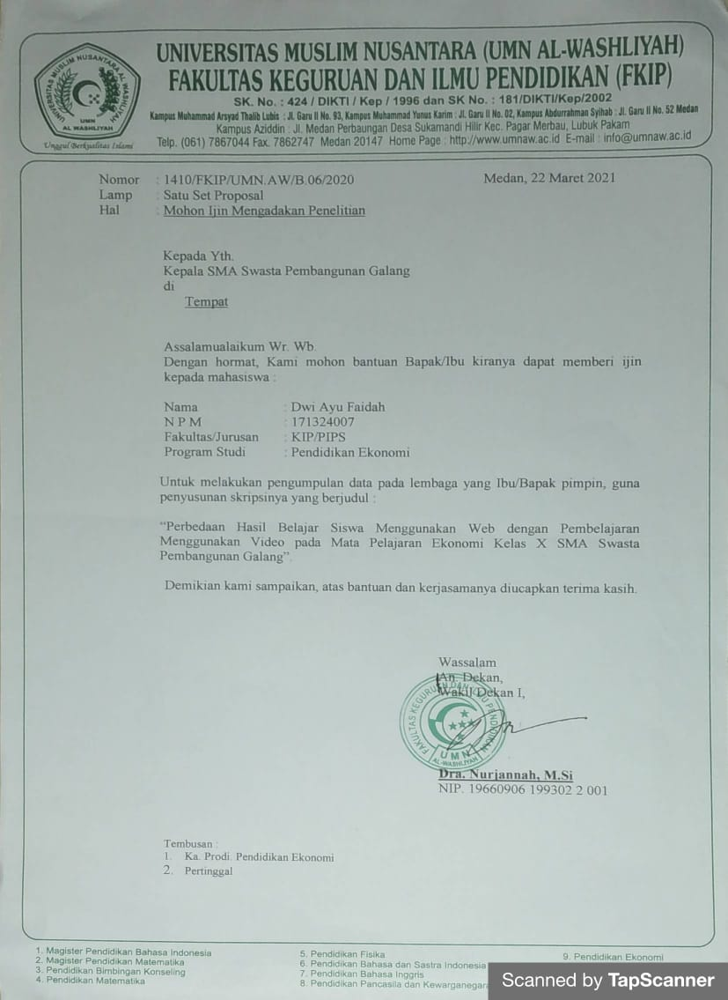 UNIVERSITAS MUSLIM NUSANTARA (UMN AL-WASHLIYAH)
FAKULTAS KEGURUAN DAN ILMU PENDIDIKAN (FKIP)
SK. No. : 424 / DIKTI / Kep / 1996 dan SK No. : 181/DIKTI/Kep/2002
Kampus Muhammad Arsyad Thalib Lubis : Jl. Garu II No. 93, Kampus Muhammad Yunus Karim : Jl. Garu II No. 02, Kampus Abdurrahman Syihab : Jl. Garu II No. 52 Medan
Kampus Aziddin : Jl. Medan Perbaungan Desa Sukamandi Hilir Kec. Pagar Merbau, Lubuk Pakam
Telp. (061) 7867044 Fax. 7862747 Medan 20147 Home Page : http://www.umnaw.ac.id E-mail : info@umnaw.ac.id
UNIVERSITAS MUSLIM NUSANTARA AL WASHLIYAH
UMN
AL WASHLIYAH
Unggul Berkualitas Islami
Nomor : 1410/FKIP/UMN.AW/B.06/2020 Medan, 22 Maret 2021
Lamp : Satu Set Proposal
Hal : Mohon Ijin Mengadakan Penelitian
Kepada Yth.
Kepala SMA Swasta Pembangunan Galang
di
Tempat
Assalamualaikum Wr. Wb.
Dengan hormat, Kami mohon bantuan Bapak/Ibu kiranya dapat memberi ijin
kepada mahasiswa :
Nama : Dwi Ayu Faidah
N P M : 171324007
Fakultas/Jurusan : KIP/PIPS
Program Studi : Pendidikan Ekonomi
Untuk melakukan pengumpulan data pada lembaga yang Ibu/Bapak pimpin, guna
penyusunan skripsinya yang berjudul :
“Perbedaan Hasil Belajar Siswa Menggunakan Web dengan Pembelajaran
Menggunakan Video pada Mata Pelajaran Ekonomi Kelas X SMA Swasta
Pembangunan Galang”.
Demikian kami sampaikan, atas bantuan dan kerjasamanya diucapkan terima kasih.
Wassalam
An. Dekan,
Wakil Dekan I,
FAKULTAS KEGURUAN DAN ILMU PENDIDIKAN
UMN
AL-WASHLIYAH
Dra. Nurjannah, M.Si
NIP. 19660906 199302 2 001
Tembusan :
1. Ka. Prodi. Pendidikan Ekonomi
2. Pertinggal
1. Magister Pendidikan Bahasa Indonesia
2. Magister Pendidikan Matematika
3. Pendidikan Bimbingan Konseling
4. Pendidikan Matematika
5. Pendidikan Fisika
6. Pendidikan Bahasa dan Sastra Indonesia
7. Pendidikan Bahasa Inggris
8. Pendidikan Pancasila dan Kewarganegara
9. Pendidikan Ekonomi
Scanned by TapScanner